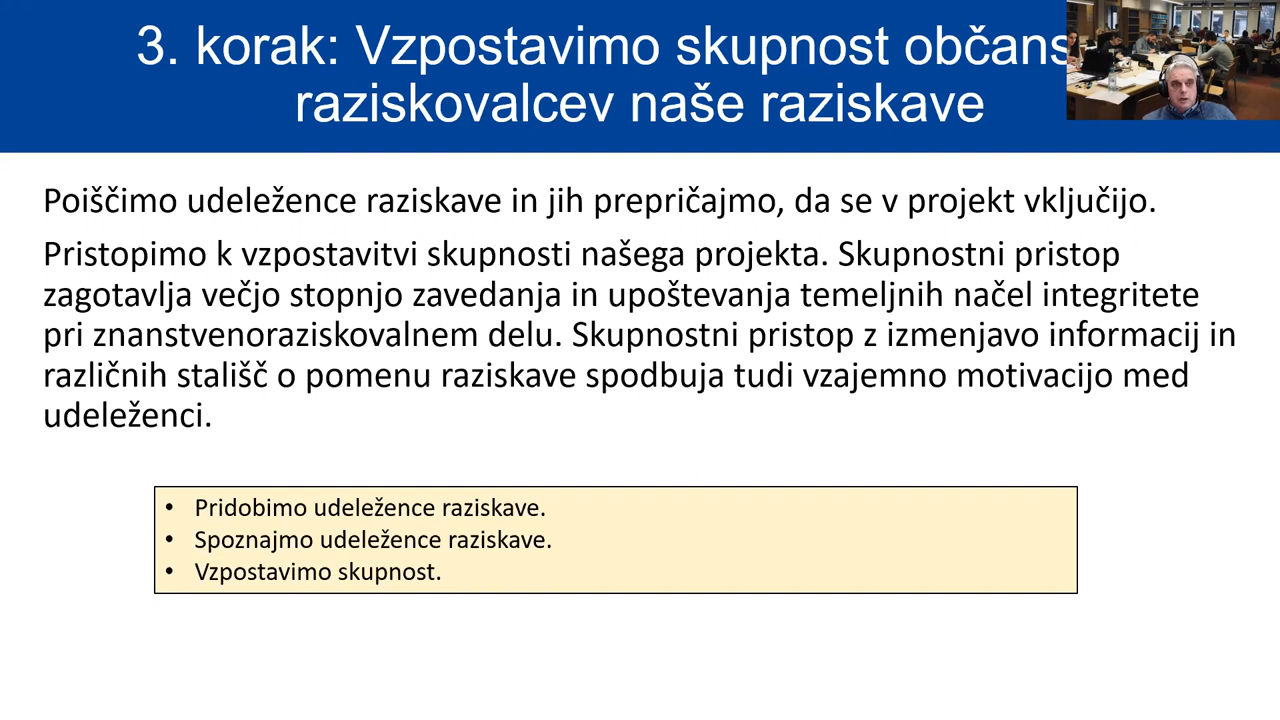 3. korak: Vzpostavimo skupnost
raziskovalcev naše raziskave
Poiščimo udeležence raziskave in jih prepričajmo, da se v projekt vključijo.
Pristopimo k vzpostavitvi skupnosti našega projekta. Skupnostni pristop
zagotavlja večjo stopnjo zavedanja in upoštevanja temeljnih načel integritete
pri znanstvenoraziskovalnem delu. Skupnostni pristop z izmenjavo informacij in
različnih stališč o pomenu raziskave spodbuja tudi vzajemno motivacijo med
udeleženci.
• Pridobimo udeležence raziskave.
• Spoznajmo udeležence raziskave.
• Vzpostavimo skupnost.